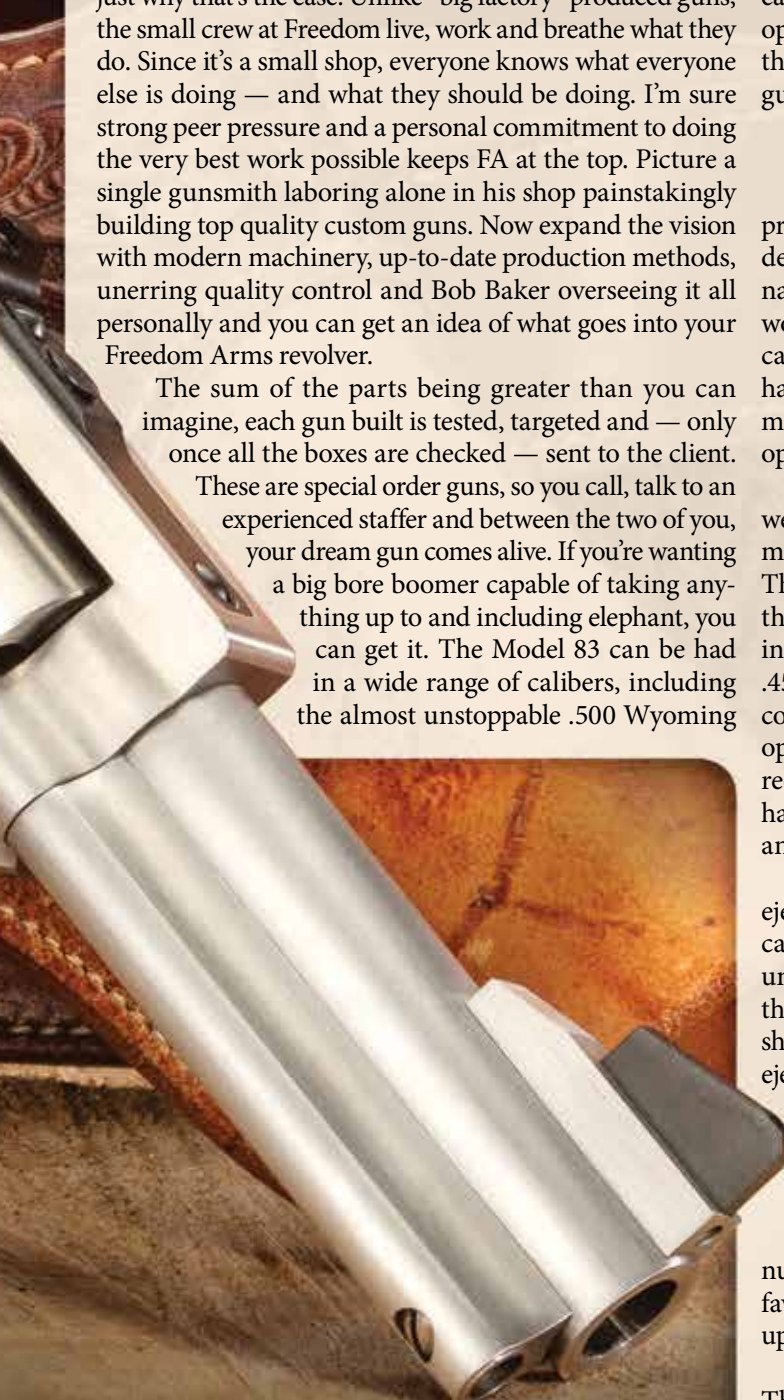 just why that's the case. Unlike "big factory" produced guns,
the small crew at Freedom live, work and breathe what they
do. Since it's a small shop, everyone knows what everyone
else is doing — and what they should be doing. I'm sure
strong peer pressure and a personal commitment to doing
the very best work possible keeps FA at the top. Picture a
single gunsmith laboring alone in his shop painstakingly
building top quality custom guns. Now expand the vision
with modern machinery, up-to-date production methods,
unerring quality control and Bob Baker overseeing it all
personally and you can get an idea of what goes into your
Freedom Arms revolver.
The sum of the parts being greater than you can
imagine, each gun built is tested, targeted and — only
once all the boxes are checked — sent to the client.
These are special order guns, so you call, talk to an
experienced staffer and between the two of you,
your dream gun comes alive. If you're wanting
a big bore boomer capable of taking any-
thing up to and including elephant, you
can get it. The Model 83 can be had
in a wide range of calibers, including
the almost unstoppable .500 Wyoming